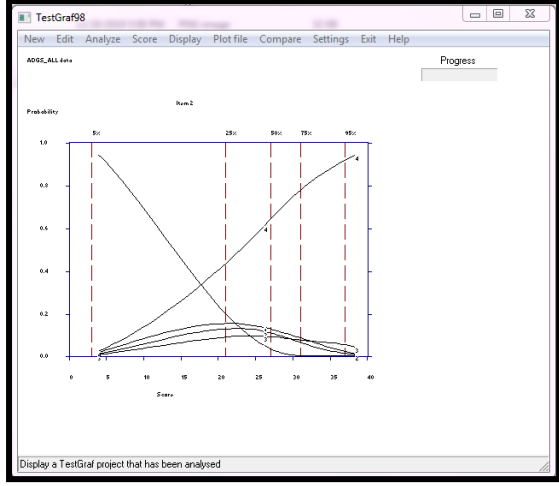 TestGraf98
New Edit Analyze Score Display Plot file Compare Settings Exit Help
ADGS_ALL data
Progress
Item 2
Probability
5% 25% 50% 75% 95%
1.0
4
0.8
4
0.6
0.4
0.2
3
3
0.0
0 5 10 15 20 25 30 35 40
Score
Display a TestGraf project that has been analysed